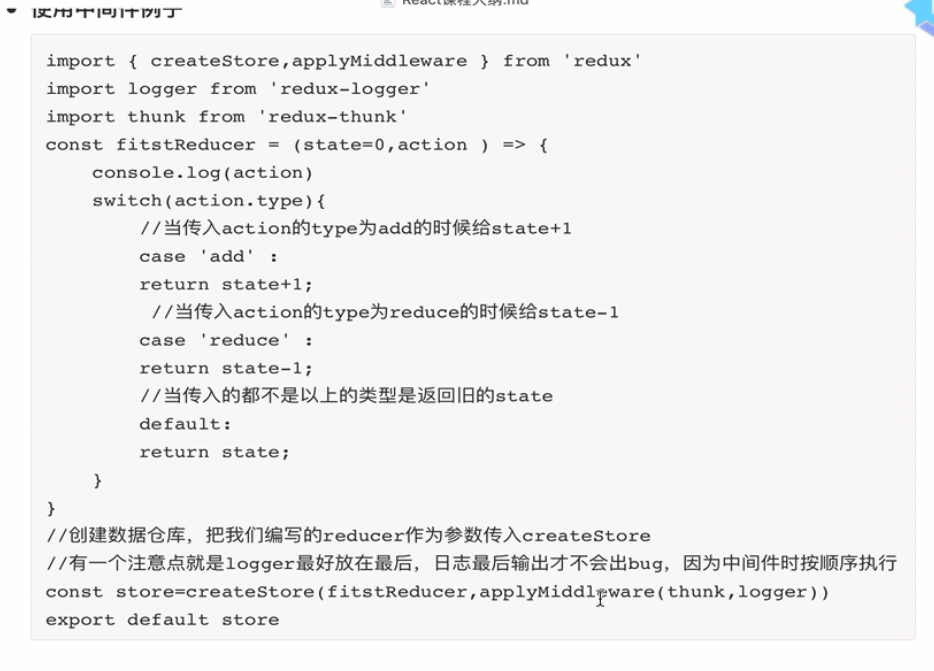 React课程大纲.md
使用中间件例子
import { createStore,applyMiddleware } from 'redux'
import logger from 'redux-logger'
import thunk from 'redux-thunk'
const fitstReducer = (state=0,action ) => {
    console.log(action)
    switch(action.type){
        //当传入action的type为add的时候给state+1
        case 'add' :
        return state+1;
         //当传入action的type为reduce的时候给state-1
        case 'reduce' :
        return state-1;
        //当传入的都不是以上的类型是返回旧的state
        default:
        return state;
    }
}
//创建数据仓库，把我们编写的reducer作为参数传入createStore
//有一个注意点就是logger最好放在最后，日志最后输出才不会出bug，因为中间件时按顺序执行
const store=createStore(fitstReducer,applyMiddleware(thunk,logger))
export default store